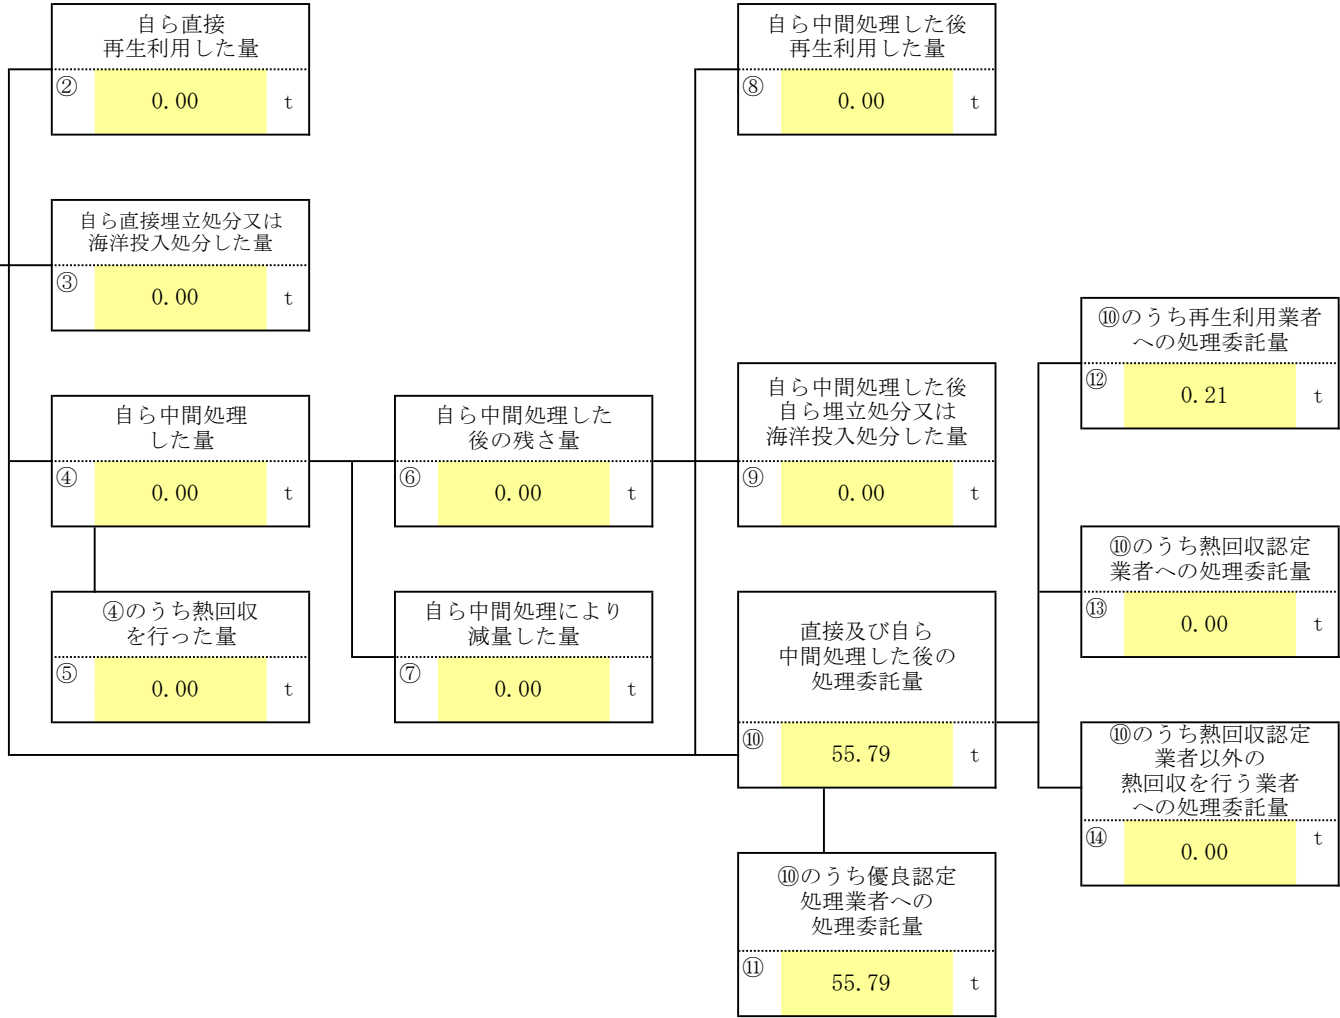 自ら直接
再生利用した量
② 0.00 t
自ら中間処理した後
再生利用した量
⑧ 0.00 t
自ら直接埋立処分又は
海洋投入処分した量
③ 0.00 t
⑩のうち再生利用業者
への処理委託量
⑫ 0.21 t
自ら中間処理
した量
④ 0.00 t
自ら中間処理した
後の残さ量
⑥ 0.00 t
自ら中間処理した後
自ら埋立処分又は
海洋投入処分した量
⑨ 0.00 t
⑩のうち熱回収認定
業者への処理委託量
⑬ 0.00 t
④のうち熱回収
を行った量
⑤ 0.00 t
自ら中間処理により
減量した量
⑦ 0.00 t
直接及び自ら
中間処理した後の
処理委託量
⑩ 55.79 t
⑩のうち熱回収認定
業者以外の
熱回収を行う業者
への処理委託量
⑭ 0.00 t
⑩のうち優良認定
処理業者への
処理委託量
⑪ 55.79 t